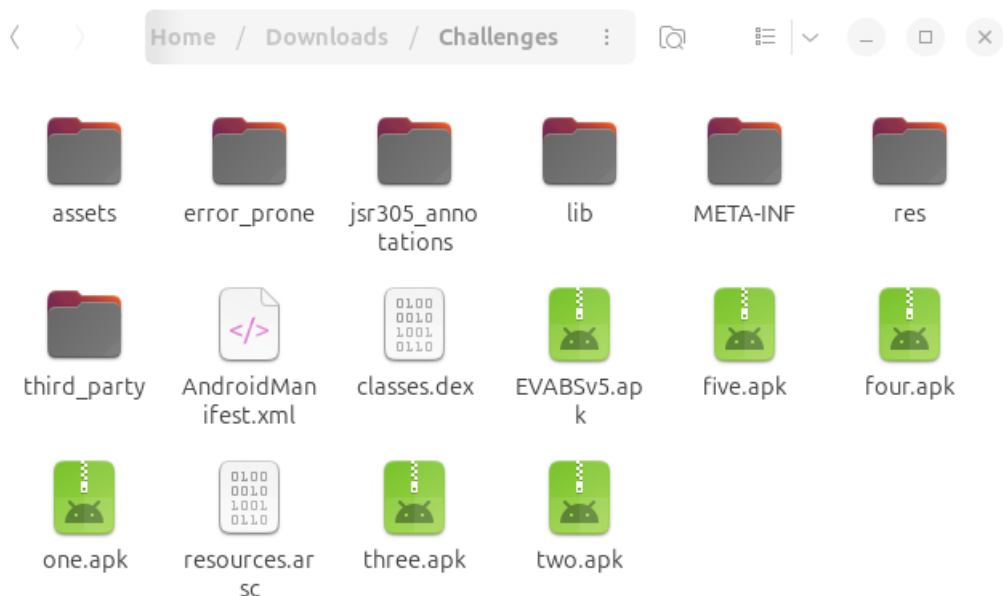 Home / Downloads / Challenges
assets error_prone jsr305_anno lib META-INF res
tations
third_party AndroidMan classes.dex EVABSv5.ap five.apk four.apk
ifest.xml k
one.apk resources.ar three.apk two.apk
sc